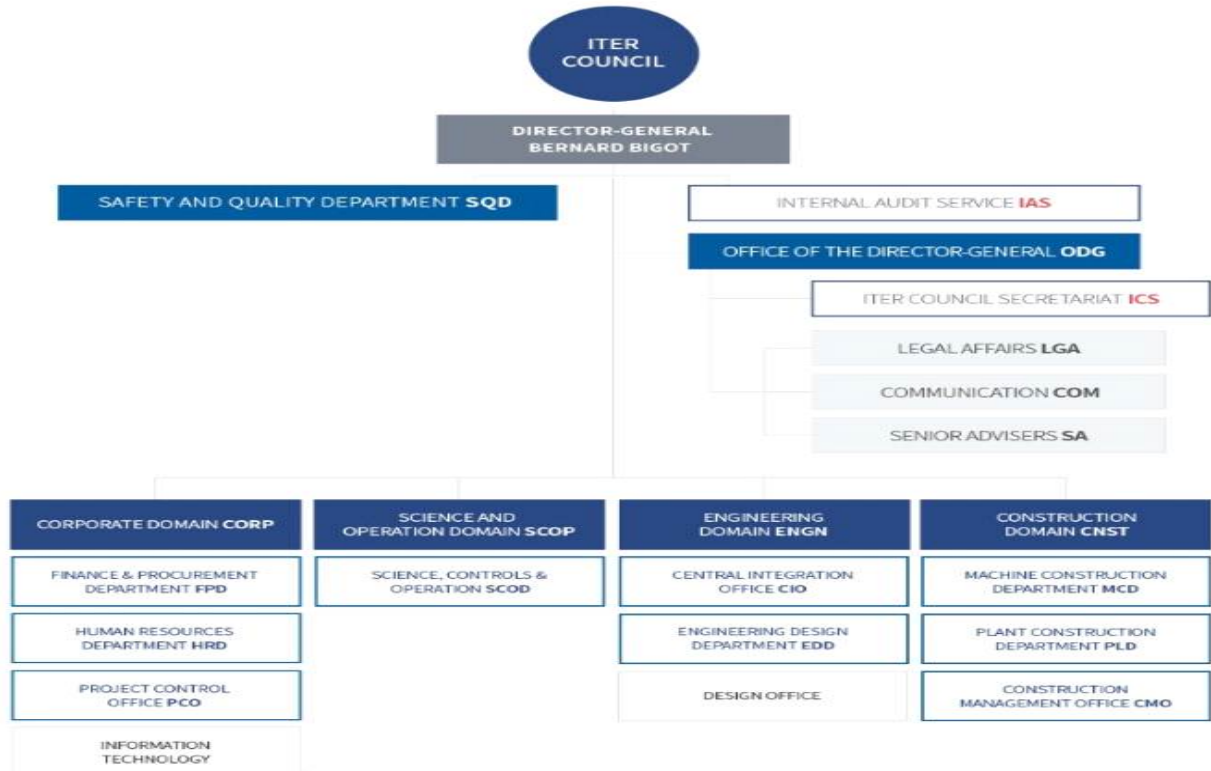 ITER
COUNCIL
DIRECTOR-GENERAL
BERNARD BIGOT
SAFETY AND QUALITY DEPARTMENT SQD
INTERNAL AUDIT SERVICE IAS
OFFICE OF THE DIRECTOR-GENERAL ODG
ITER COUNCIL SECRETARIAT ICS
LEGAL AFFAIRS LGA
COMMUNICATION COM
SENIOR ADVISERS SA
CORPORATE DOMAIN CORP
FINANCE & PROCUREMENT
DEPARTMENT FPD
HUMAN RESOURCES
DEPARTMENT HRD
PROJECT CONTROL
OFFICE PCO
INFORMATION
TECHNOLOGY
SCIENCE AND
OPERATION DOMAIN SCOP
SCIENCE, CONTROLS &
OPERATION SCOD
ENGINEERING
DOMAIN ENGN
CENTRAL INTEGRATION
OFFICE CIO
ENGINEERING DESIGN
DEPARTMENT EDD
DESIGN OFFICE
CONSTRUCTION
DOMAIN CNST
MACHINE CONSTRUCTION
DEPARTMENT MCD
PLANT CONSTRUCTION
DEPARTMENT PLD
CONSTRUCTION
MANAGEMENT OFFICE CMO